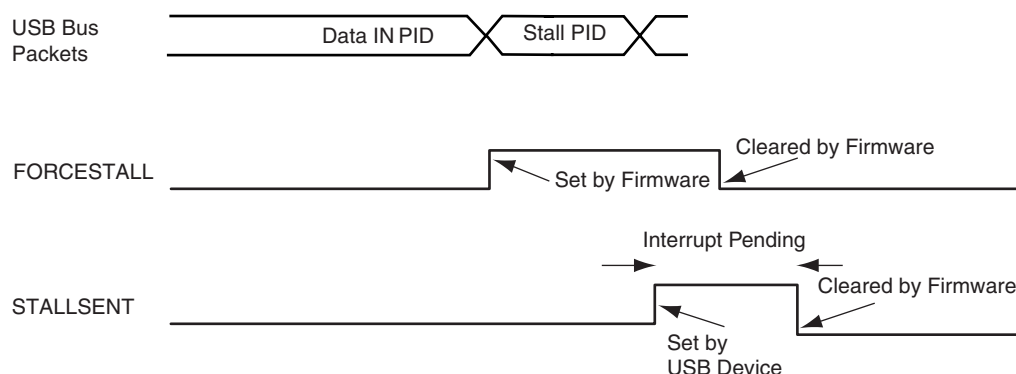 USB Bus
Packets
Data IN PID
Stall PID
FORCESTALL
Set by Firmware
Cleared by Firmware
Interrupt Pending
STALLSENT
Set by
USB Device
Cleared by Firmware